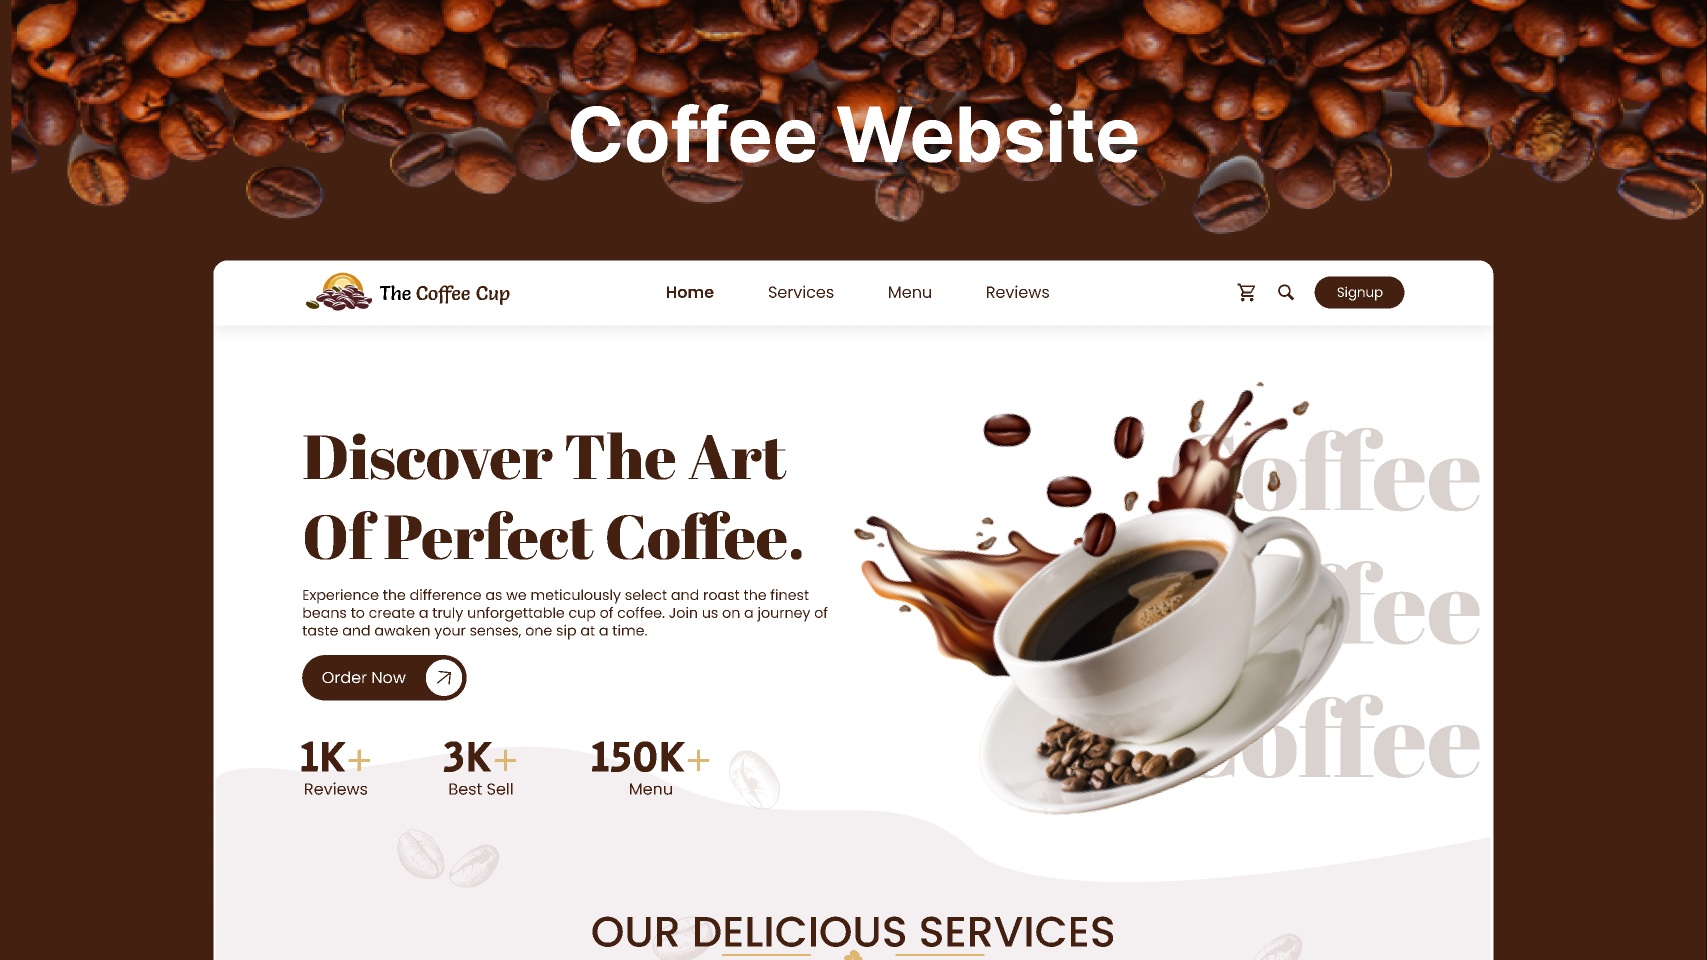 Coffee Website
The Coffee Cup
Home
Services
Menu
Reviews
Signup
Discover The Art
Of Perfect Coffee.
Experience the difference as we meticulously select and roast the finest
beans to create a truly unforgettable cup of coffee. Join us on a journey of
taste and awaken your senses, one sip at a time.
Order Now
1K+
Reviews
3K+
Best Sell
150K+
Menu
Coffee
Coffee
Coffee
OUR DELICIOUS SERVICES